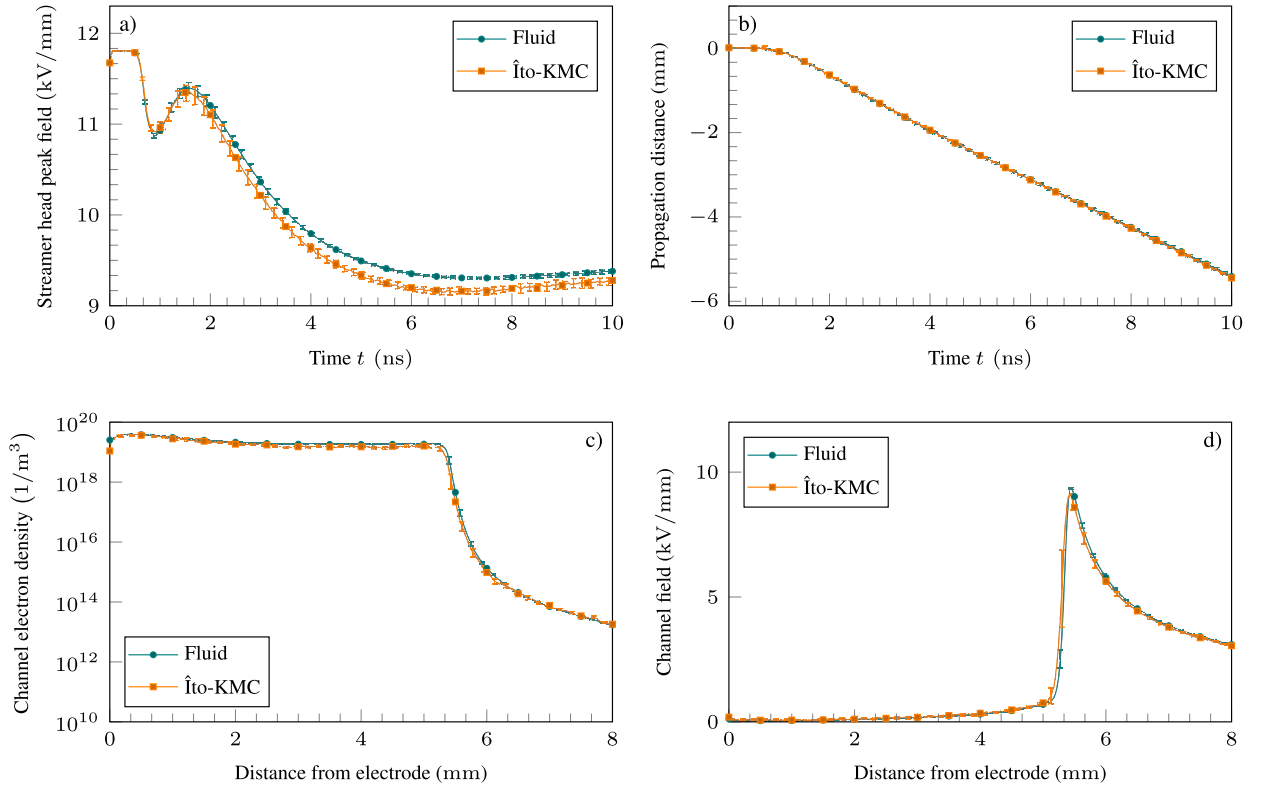 a)
Fluid
Îto-KMC
12
11
10
9
Streamer head peak field (kV/mm)
0 2 4 6 8 10
Time t (ns)
b)
Fluid
Îto-KMC
0
−2
−4
−6
Propagation distance (mm)
0 2 4 6 8 10
Time t (ns)
c)
Fluid
Îto-KMC
10^20
10^18
10^16
10^14
10^12
10^10
Channel electron density (1/m^3)
0 2 4 6 8
Distance from electrode (mm)
d)
Fluid
Îto-KMC
10
5
0
Channel field (kV/mm)
0 2 4 6 8
Distance from electrode (mm)